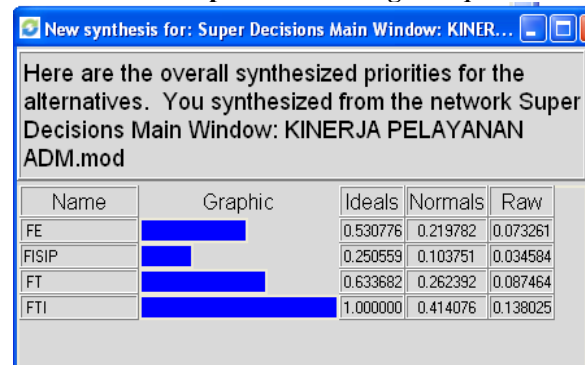 New synthesis for: Super Decisions Main Window: KINER...
Here are the overall synthesized priorities for the
alternatives. You synthesized from the network Super
Decisions Main Window: KINERJA PELAYANAN
ADM.mod
Name Graphic Ideals Normals Raw
FE 0.530776 0.219782 0.073261
FISIP 0.250559 0.103751 0.034584
FT 0.633682 0.262392 0.087464
FTI 1.000000 0.414076 0.138025